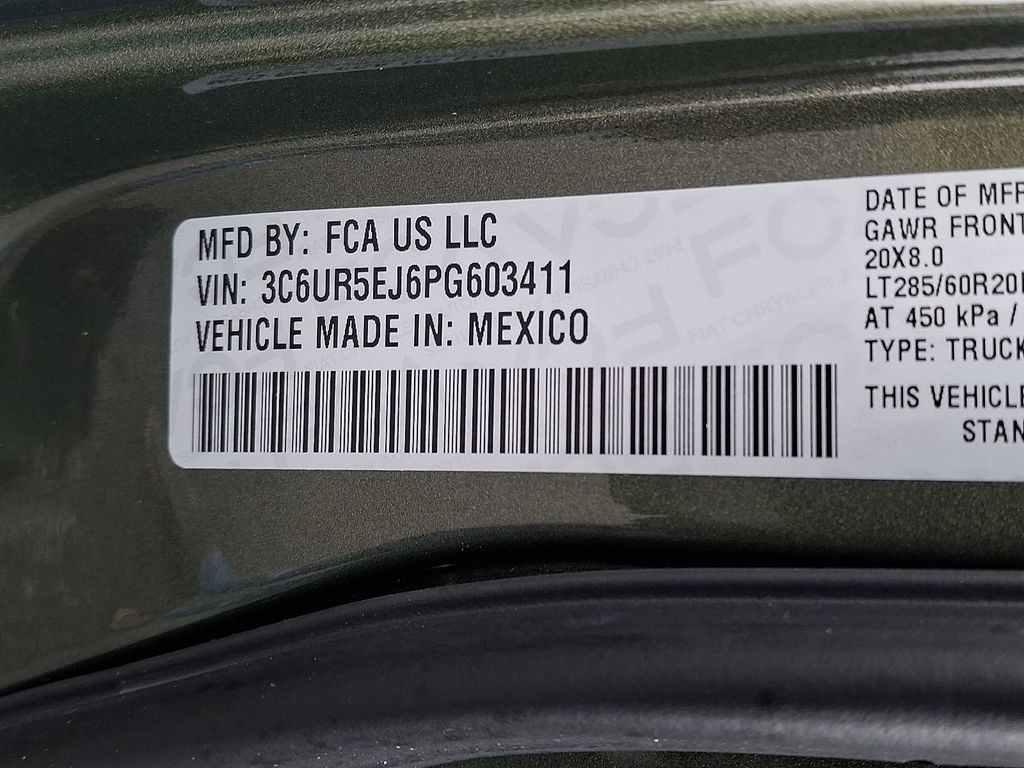 MFD BY: FCA US LLC
VIN: 3C6UR5EJ6PG603411
VEHICLE MADE IN: MEXICO
DATE OF MFR
GAWR FRONT
20X8.0
LT285/60R20
AT 450 kPa /
TYPE: TRUCK
THIS VEHICLE
STAN